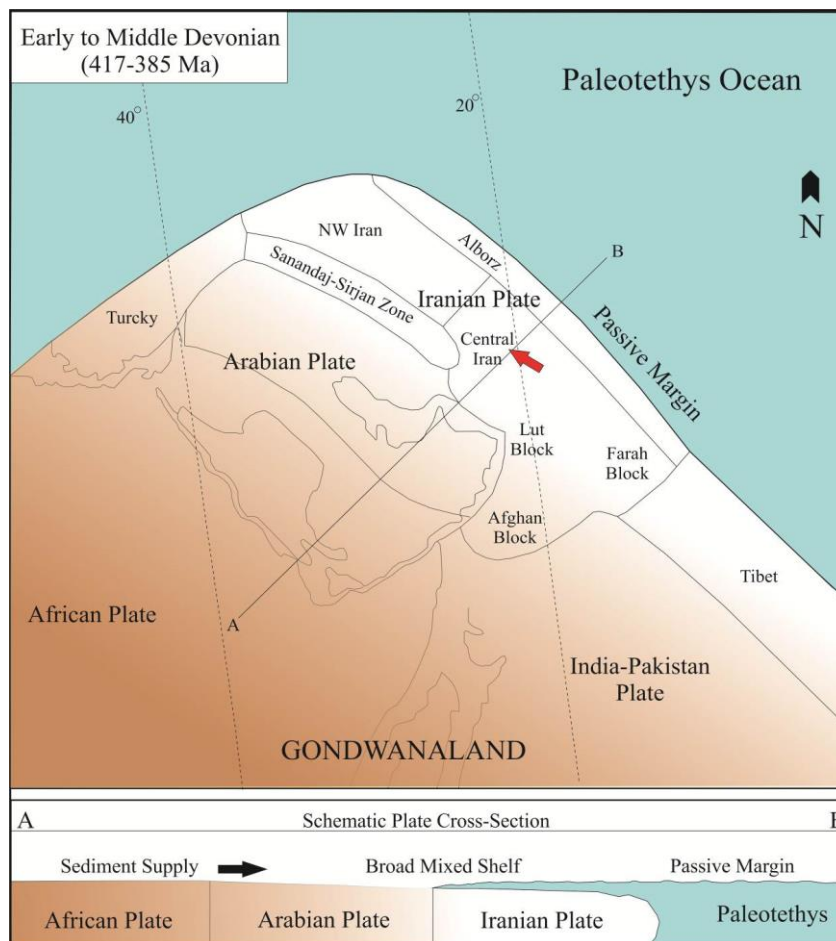 Early to Middle Devonian
(417-385 Ma)
Paleotethys Ocean
40°
20°
N
NW Iran
Alborz
B
Sanandaj-Sirjan Zone
Iranian Plate
Turcky
Central
Iran
Passive Margin
Arabian Plate
Lut
Block
Farah
Block
Afghan
Block
Tibet
African Plate
A
India-Pakistan
Plate
GONDWANALAND
A
Schematic Plate Cross-Section
Sediment Supply
Broad Mixed Shelf
Passive Margin
African Plate
Arabian Plate
Iranian Plate
Paleotethys